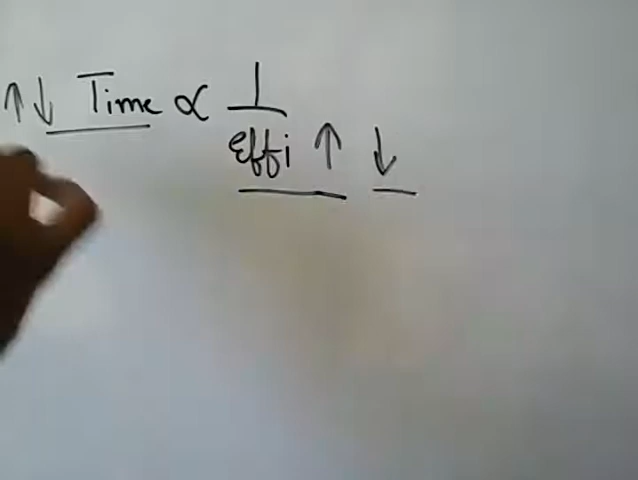 ↑↓ Time ∝ 1
Effi ↑ ↓